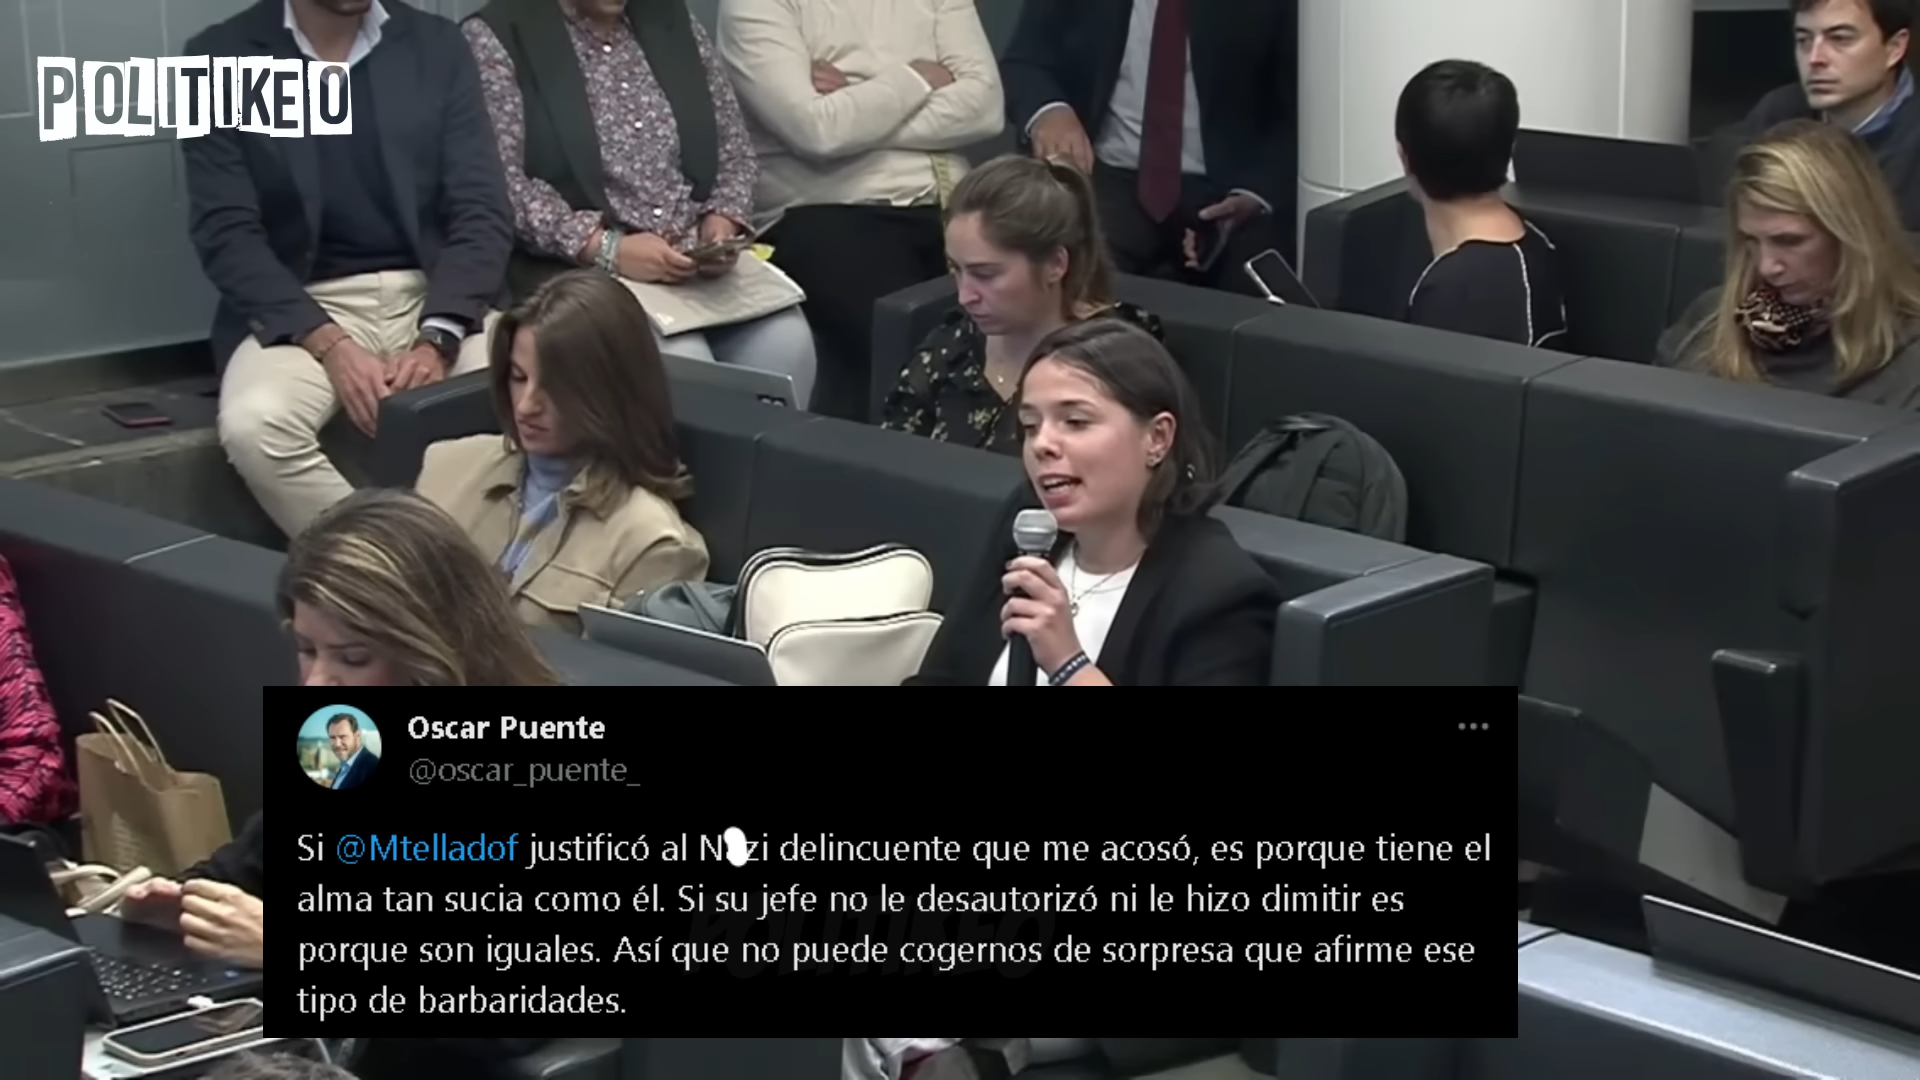 POLITIKEO
Oscar Puente
@oscar_puente_
Si @Mtelladof justificó al N zi delincuente que me acosó, es porque tiene el
alma tan sucia como él. Si su jefe no le desautorizó ni le hizo dimitir es
porque son iguales. Así que no puede cogernos de sorpresa que afirme ese
tipo de barbaridades.
POLITIKEO